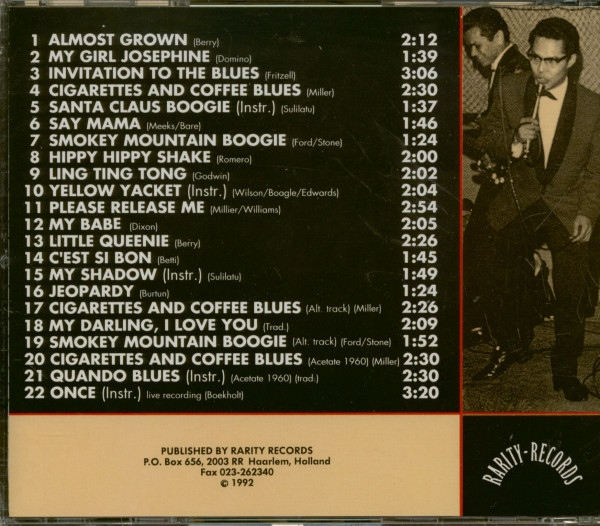 1 ALMOST GROWN (Berry) 2:12
2 MY GIRL JOSEPHINE (Domino) 1:39
3 INVITATION TO THE BLUES (Fritzell) 3:06
4 CIGARETTES AND COFFEE BLUES (Miller) 2:30
5 SANTA CLAUS BOOGIE (Instr.) (Sulilatu) 1:37
6 SAY MAMA (Meeks/Bare) 1:46
7 SMOKEY MOUNTAIN BOOGIE (Ford/Stone) 1:24
8 HIPPY HIPPY SHAKE (Romero) 2:00
9 LING TING TONG (Godwin) 2:02
10 YELLOW YACKET (Instr.) (Wilson/Boagle/Edwards) 2:04
11 PLEASE RELEASE ME (Millier/Williams) 2:54
12 MY BABE (Dixon) 2:05
13 LITTLE QUEENIE (Berry) 2:26
14 C'EST SI BON (Betti) 1:45
15 MY SHADOW (Instr.) (Sulilatu) 1:49
16 JEOPARDY (Burtun) 1:24
17 CIGARETTES AND COFFEE BLUES (Alt. track) (Miller) 2:26
18 MY DARLING, I LOVE YOU (Trad.) 2:09
19 SMOKEY MOUNTAIN BOOGIE (Alt. track) (Ford/Stone) 1:52
20 CIGARETTES AND COFFEE BLUES (Acetate 1960) (Miller) 2:30
21 QUANDO BLUES (Instr.) (Acetate 1960) (trad.) 2:30
22 ONCE (Instr.) live recording (Boekholt) 3:20
PUBLISHED BY RARITY RECORDS
P.O. Box 656, 2003 RR Haarlem, Holland
Fax 023-262340
© 1992
RARITY-RECORDS